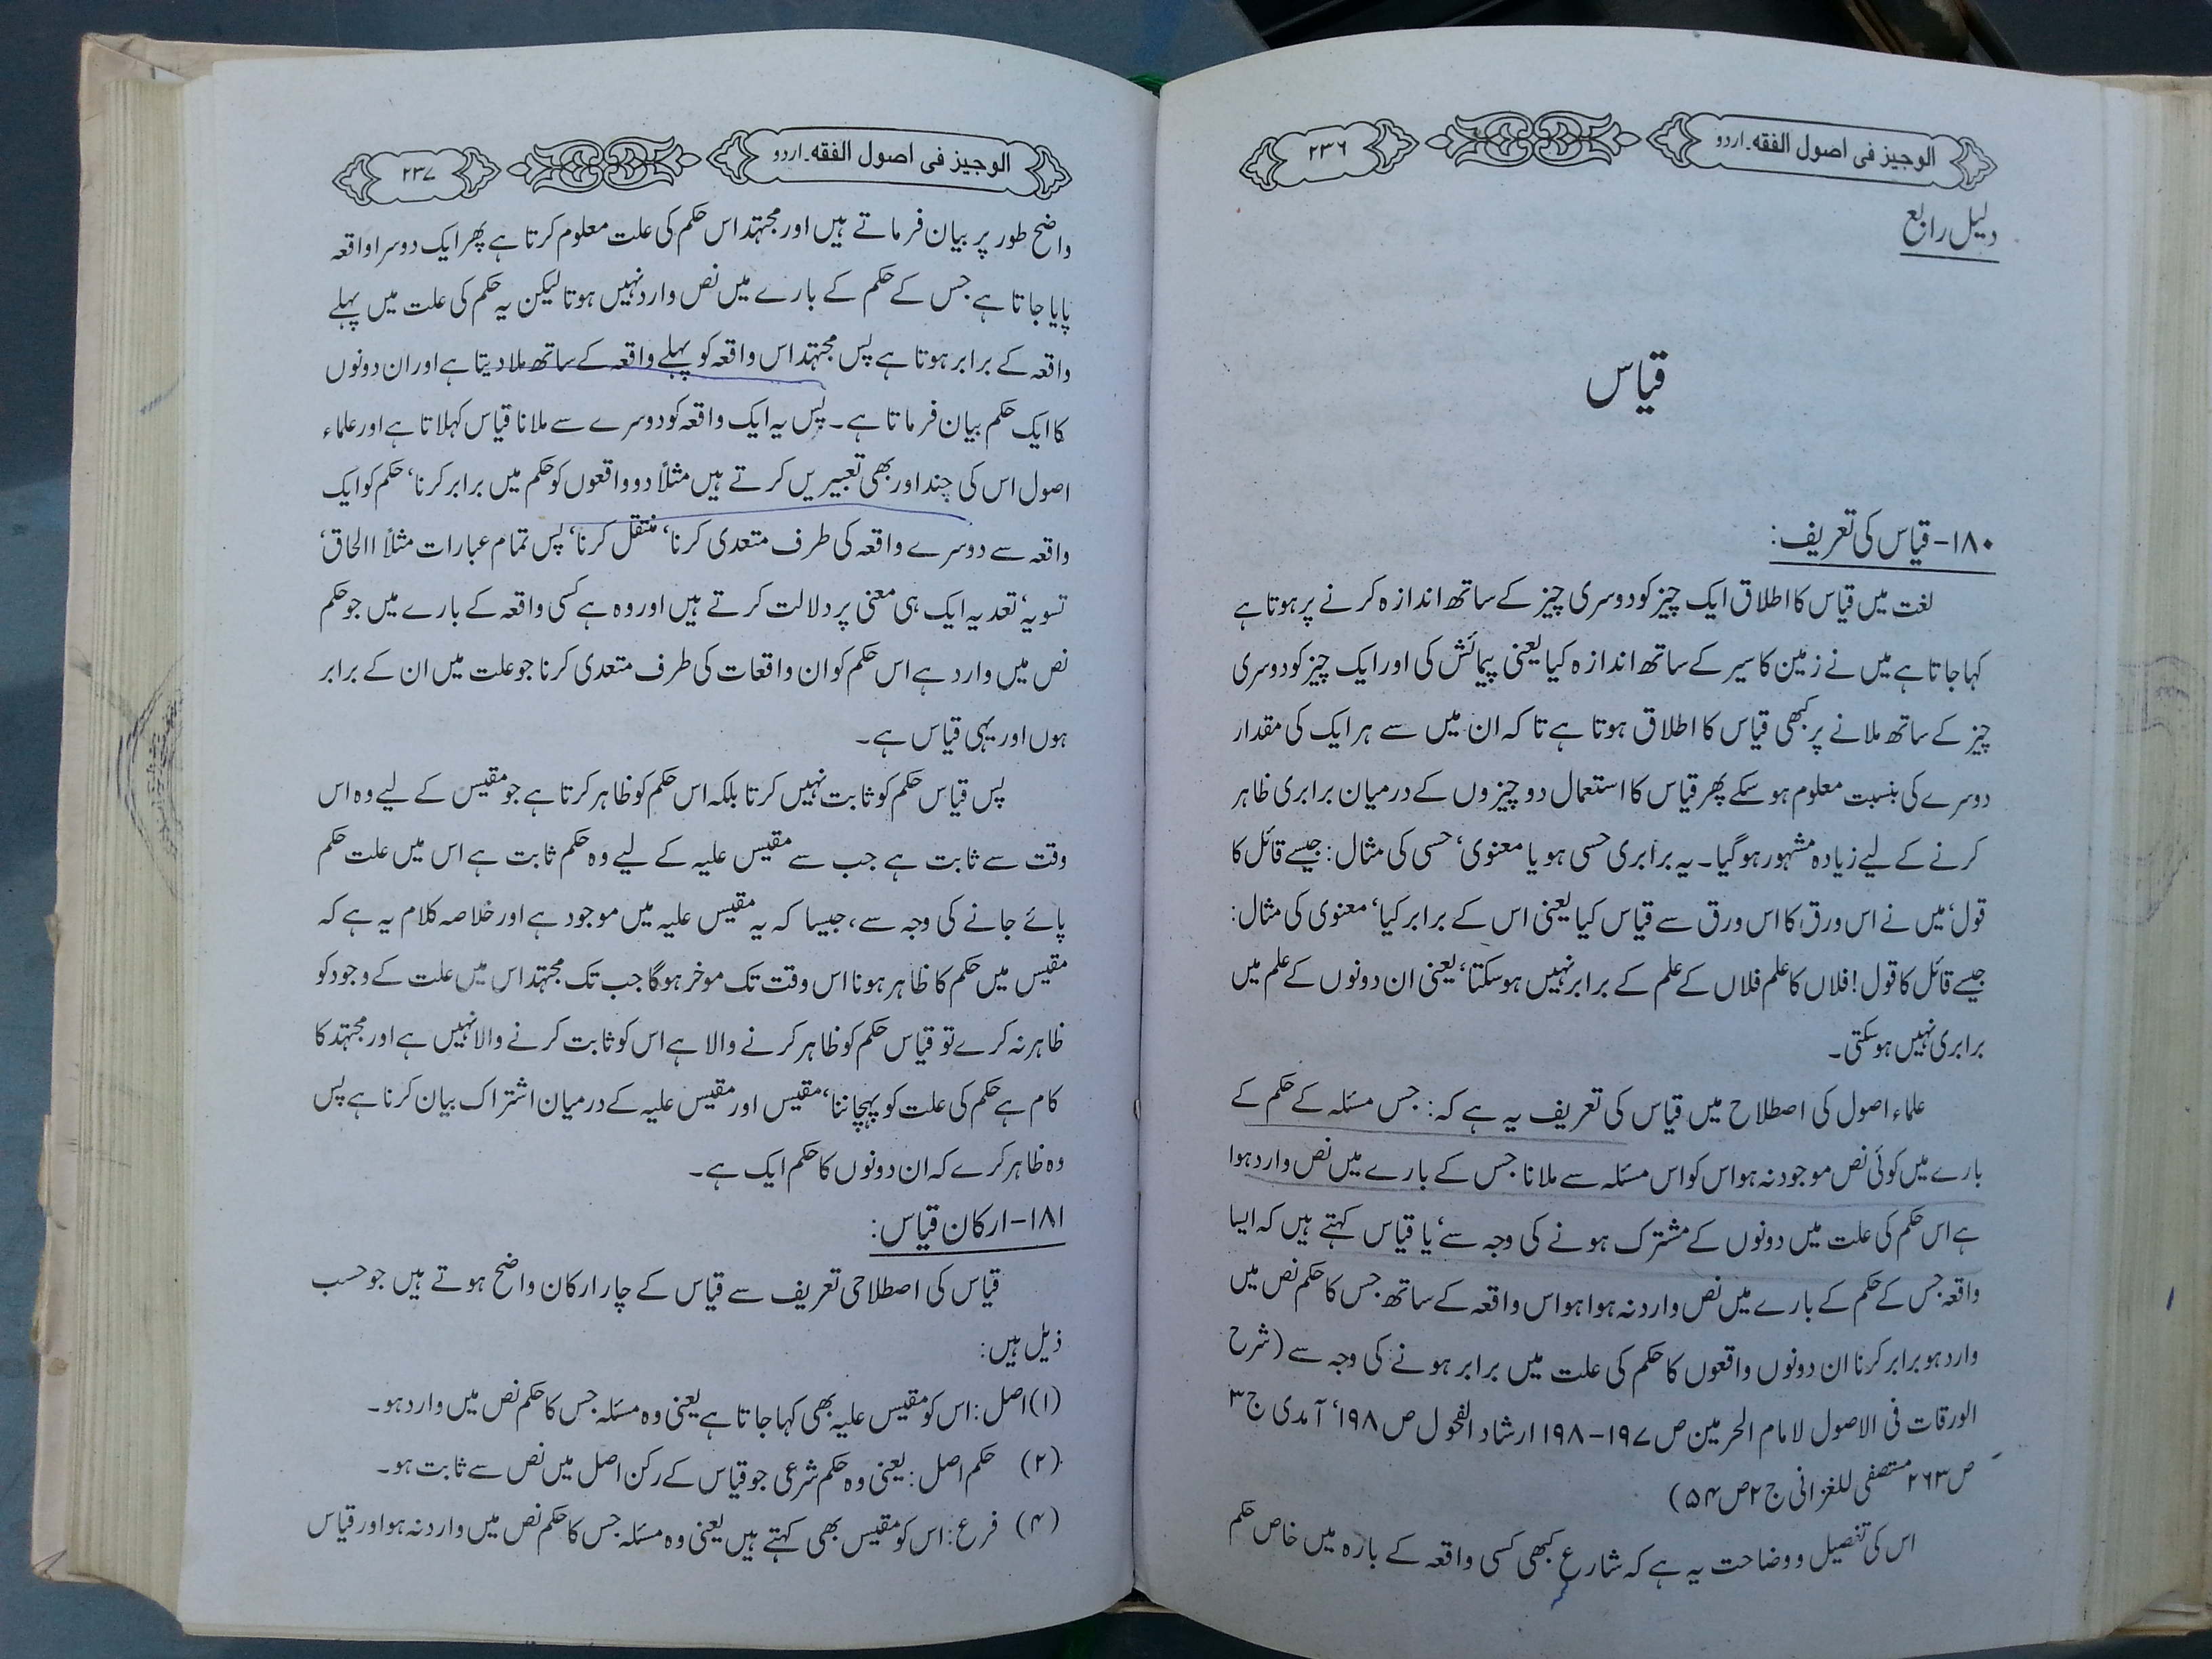 الوجیز فی اصول الفقہ۔اردو
۲۳۶
دلیل رابع
قیاس
۱۸۰- قیاس کی تعریف:
لغت میں قیاس کا اطلاق ایک چیز کو دوسری چیز کے ساتھ اندازہ کرنے پر ہوتا ہے
کہا جاتا ہے میں نے زمین کا سیر کے ساتھ اندازہ کیا یعنی پیمائش کی اور ایک چیز کو دوسری
چیز کے ساتھ ملانے پر بھی قیاس کا اطلاق ہوتا ہے تا کہ ان میں سے ہر ایک کی مقدار
دوسرے کی بنسبت معلوم ہو سکے پھر قیاس کا استعمال دو چیزوں کے درمیان برابری ظاہر
کرنے کے لیے زیادہ مشہور ہو گیا۔ یہ برابری حسی ہو یا معنوی، حسی کی مثال: جیسے قائل کا
قول، میں نے اس ورق کا اس ورق سے قیاس کیا یعنی اس کے برابر کیا، معنوی کی مثال:
جیسے قائل کا قول! فلاں کا علم فلاں کے علم کے برابر نہیں ہو سکتا، یعنی ان دونوں کے علم میں
برابری نہیں ہو سکتی۔
علماء اصول کی اصطلاح میں قیاس کی تعریف یہ ہے کہ: جس مسئلہ کے حکم کے
بارے میں کوئی نص موجود نہ ہو اس کو اس مسئلہ سے ملانا جس کے بارے میں نص وارد ہوا
ہے اس حکم کی علت میں دونوں کے مشترک ہونے کی وجہ سے، یا قیاس کہتے ہیں کہ ایسا
واقعہ جس کے حکم کے بارے میں نص وارد نہ ہوا ہو اس واقعہ کے ساتھ جس کا حکم نص میں
وارد ہو برابر کرنا ان دونوں واقعوں کا حکم کی علت میں برابر ہونے کی وجہ سے (شرح
الورقات فی الاصول لامام الحرمین ص ۱۹۷-۱۹۸ ارشاد الفحول ص ۱۹۸، آمدی ج ۳
ص ۲۶۳ مستصفی للغزانی ج ۲ ص ۵۴)
اس کی تفصیل و وضاحت یہ ہے کہ شارع کبھی کسی واقعہ کے بارہ میں خاص حکم
الوجیز فی اصول الفقہ۔اردو
۲۳۷
واضح طور پر بیان فرماتے ہیں اور مجتہد اس حکم کی علت معلوم کرتا ہے پھر ایک دوسرا واقعہ
پایا جاتا ہے جس کے حکم کے بارے میں نص وارد نہیں ہوتا لیکن یہ حکم کی علت میں پہلے
واقعہ کے برابر ہوتا ہے پس مجتہد اس واقعہ کو پہلے واقعہ کے ساتھ ملا دیتا ہے اور ان دونوں
کا ایک حکم بیان فرماتا ہے۔ پس یہ ایک واقعہ کو دوسرے سے ملانا قیاس کہلاتا ہے اور علماء
اصول اس کی چند اور بھی تعبیریں کرتے ہیں مثلاً دو واقعوں کو حکم میں برابر کرنا، حکم کو ایک
واقعہ سے دوسرے واقعہ کی طرف متعدی کرنا، منتقل کرنا، پس تمام عبارات مثلاً االحاق،
تسویہ، تعدیہ ایک ہی معنی پر دلالت کرتے ہیں اور وہ ہے کسی واقعہ کے بارے میں جو حکم
نص میں وارد ہے اس حکم کو ان واقعات کی طرف متعدی کرنا جو علت میں ان کے برابر
ہوں اور یہی قیاس ہے۔
پس قیاس حکم کو ثابت نہیں کرتا بلکہ اس حکم کو ظاہر کرتا ہے جو مقیس کے لیے وہ اس
وقت سے ثابت ہے جب سے مقیس علیہ کے لیے وہ حکم ثابت ہے اس میں علت حکم
پائے جانے کی وجہ سے، جیسا کہ یہ مقیس علیہ میں موجود ہے اور خلاصہ کلام یہ ہے کہ
مقیس میں حکم کا ظاہر ہونا اس وقت تک موخر ہوگا جب تک مجتہد اس میں علت کے وجود کو
ظاہر نہ کرے تو قیاس حکم کو ظاہر کرنے والا ہے اس کو ثابت کرنے والا نہیں ہے اور مجتہد کا
کام ہے حکم کی علت کو پہچاننا، مقیس اور مقیس علیہ کے درمیان اشتراک بیان کرنا ہے پس
وہ ظاہر کرے کہ ان دونوں کا حکم ایک ہے۔
۱۸۱- ارکان قیاس:
قیاس کی اصطلاحی تعریف سے قیاس کے چار ارکان واضح ہوتے ہیں جو حسب
ذیل ہیں:
(۱) اصل: اس کو مقیس علیہ بھی کہا جاتا ہے یعنی وہ مسئلہ جس کا حکم نص میں وارد ہو۔
(۲) حکم اصل: یعنی وہ حکم شرعی جو قیاس کے رکن اصل میں نص سے ثابت ہو۔
(۴) فرع: اس کو مقیس بھی کہتے ہیں یعنی وہ مسئلہ جس کا حکم نص میں وارد نہ ہو اور قیاس